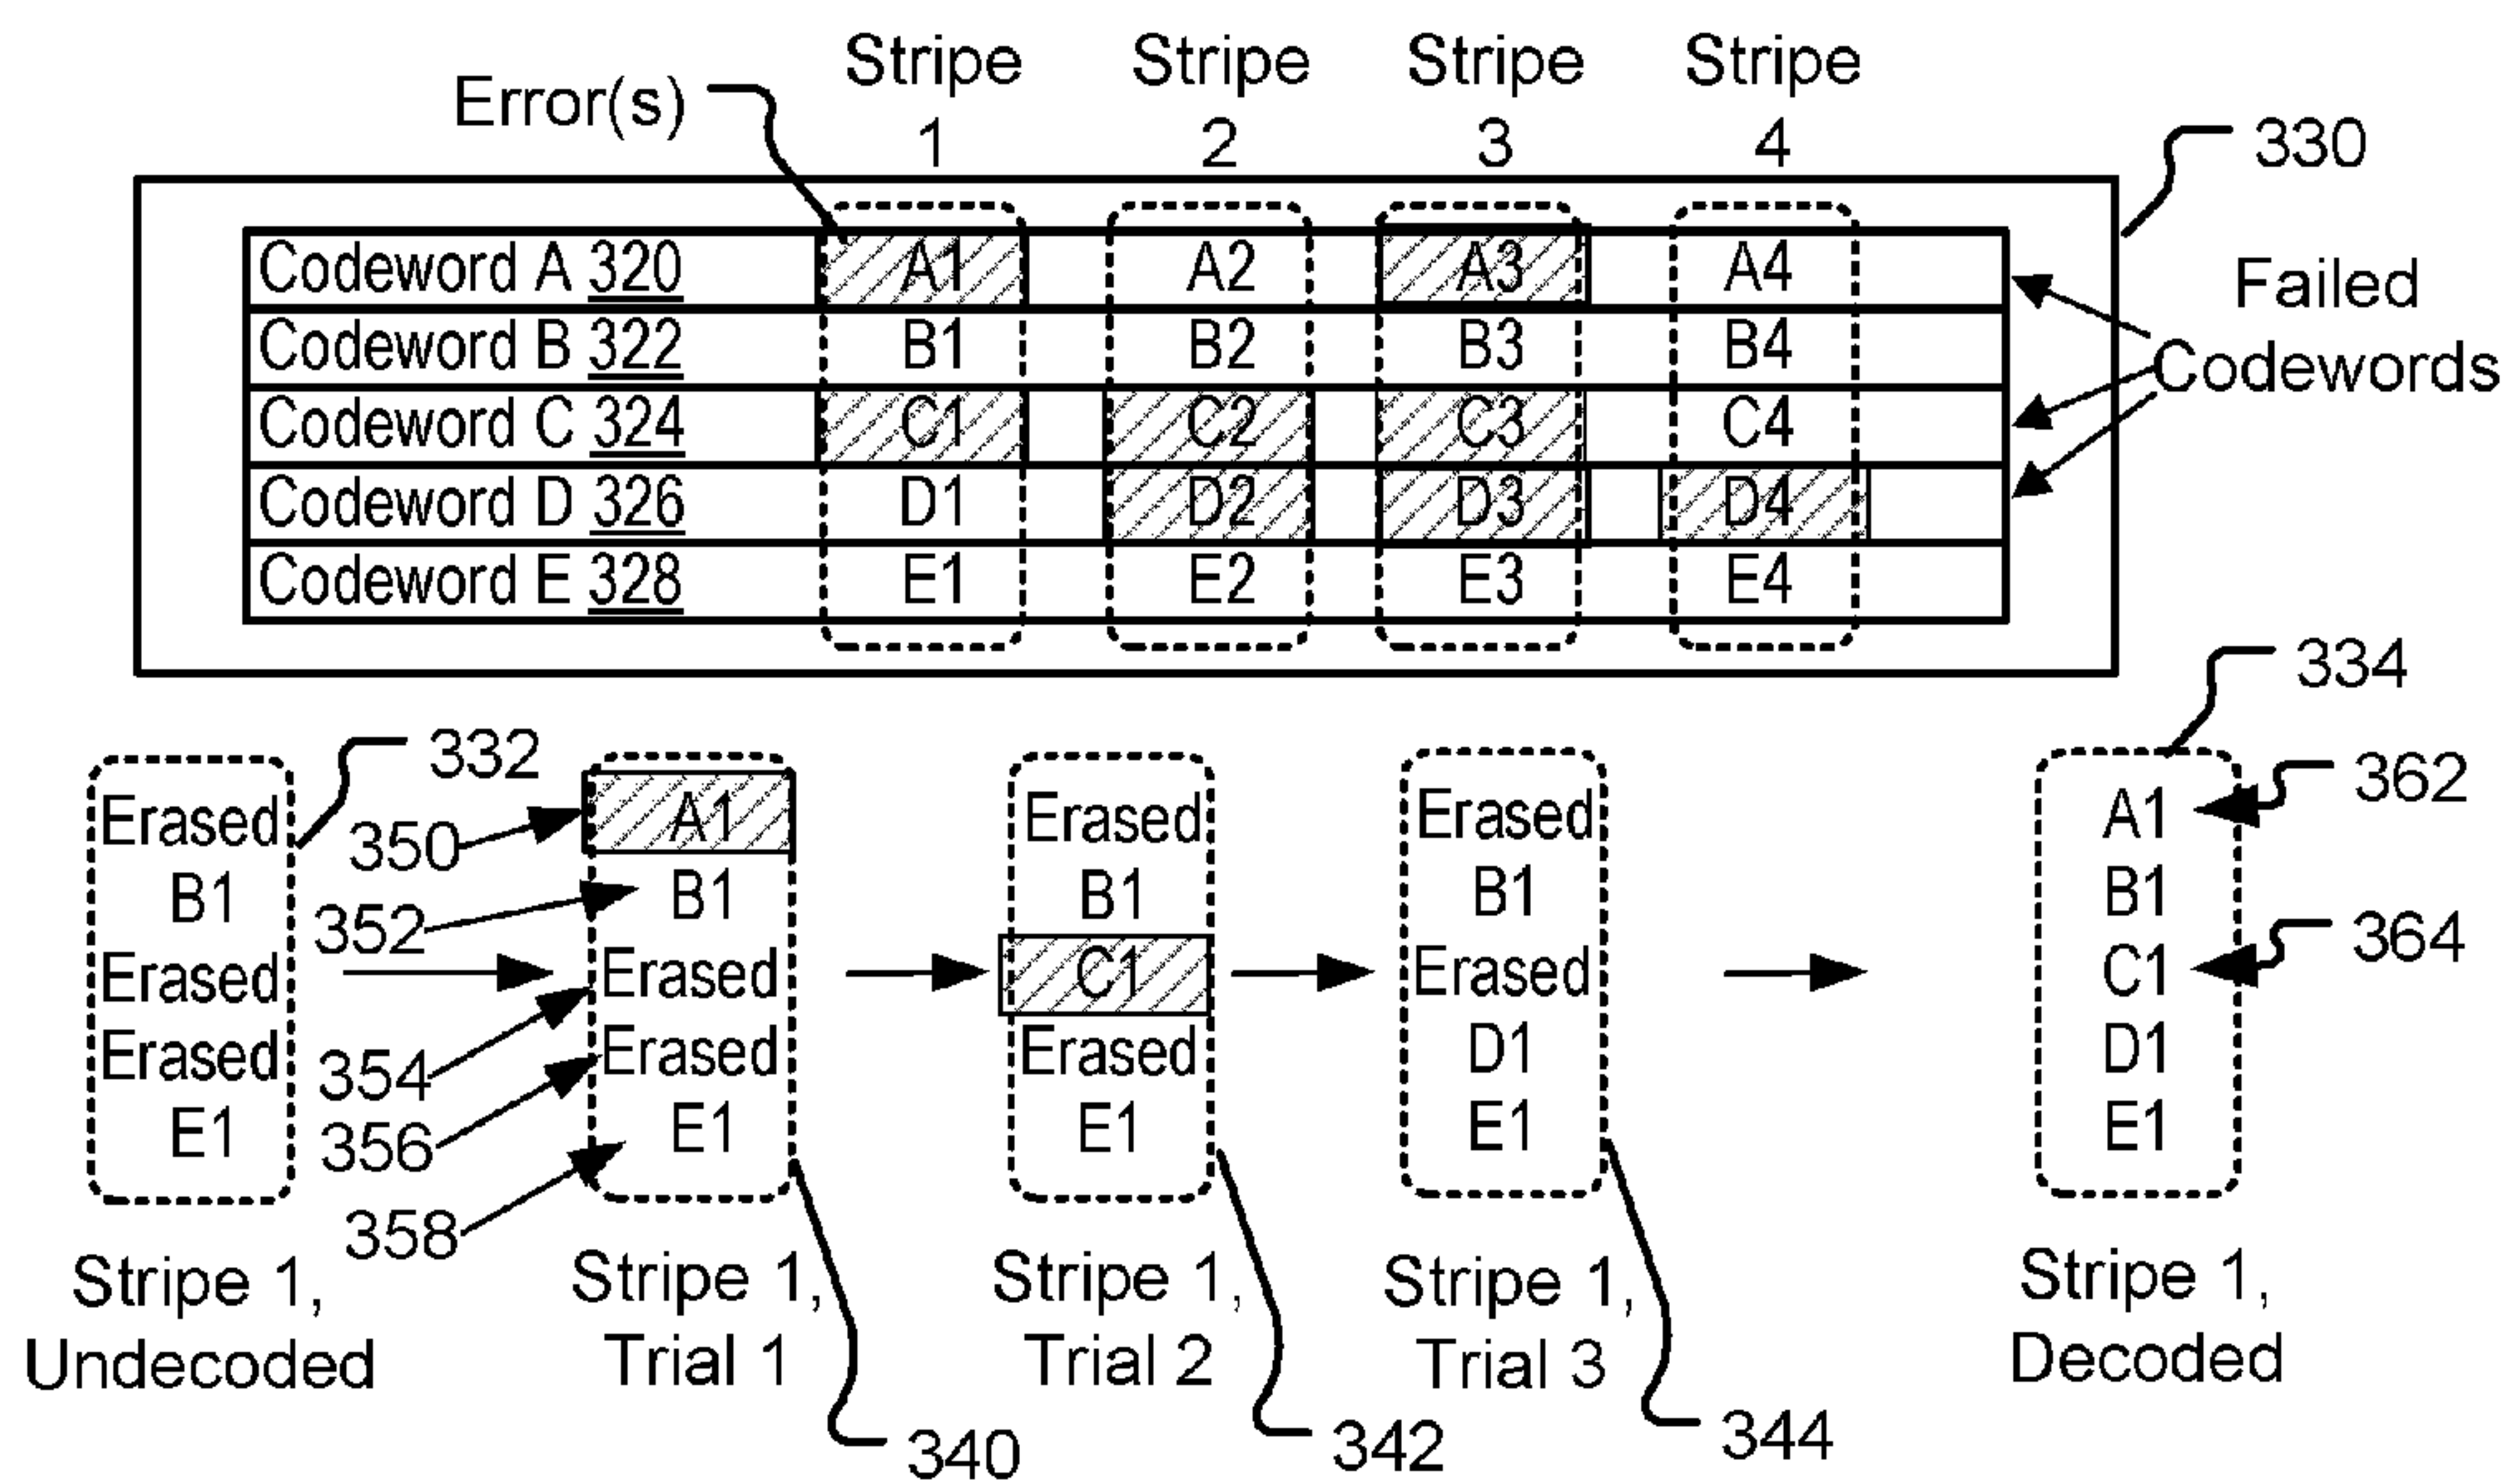 Stripe 1
Stripe 2
Stripe 3
Stripe 4
Error(s)
330
Codeword A 320 A1 A2 A3 A4
Codeword B 322 B1 B2 B3 B4
Codeword C 324 C1 C2 C3 C4
Codeword D 326 D1 D2 D3 D4
Codeword E 328 E1 E2 E3 E4
Failed
Codewords
332
Erased
B1
Erased
Erased
E1
Stripe 1,
Undecoded
350
352
354
356
358
A1
B1
Erased
Erased
E1
Stripe 1,
Trial 1
340
Erased
B1
C1
Erased
E1
Stripe 1,
Trial 2
342
Erased
B1
Erased
D1
E1
Stripe 1,
Trial 3
344
334
362
364
A1
B1
C1
D1
E1
Stripe 1,
Decoded